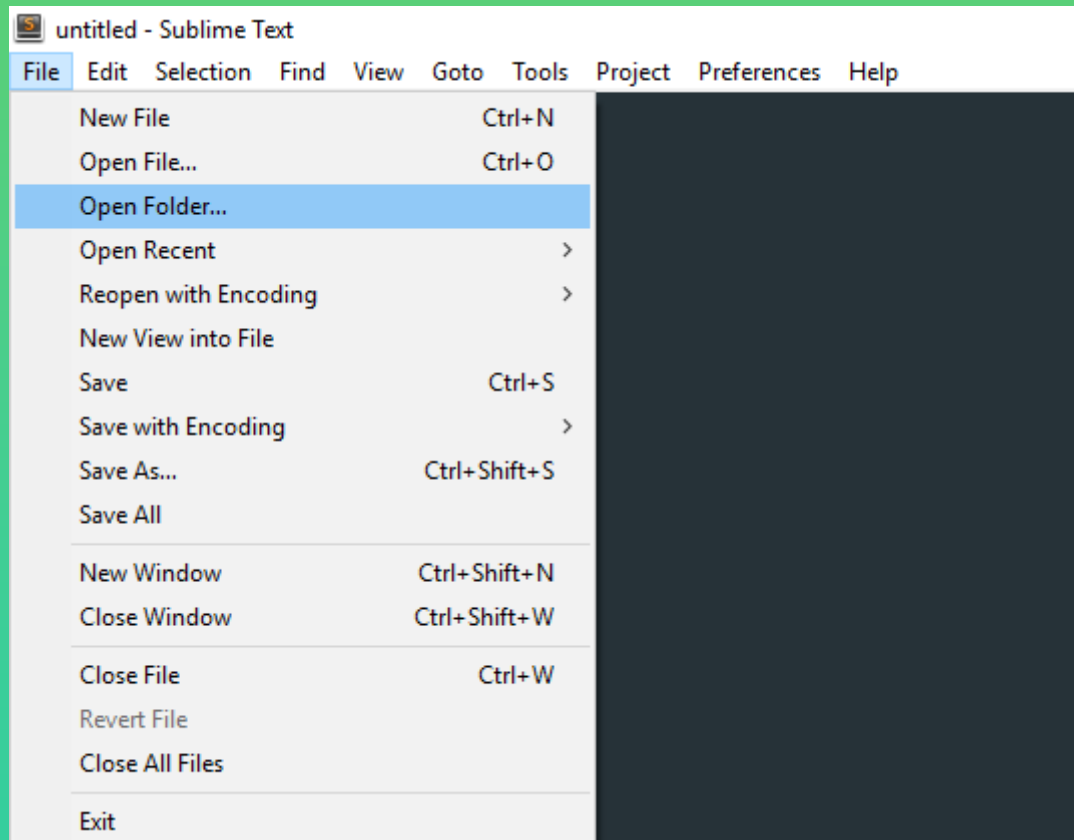 untitled - Sublime Text
File Edit Selection Find View Goto Tools Project Preferences Help
New File Ctrl+N
Open File... Ctrl+O
Open Folder...
Open Recent
Reopen with Encoding
New View into File
Save Ctrl+S
Save with Encoding
Save As... Ctrl+Shift+S
Save All
New Window Ctrl+Shift+N
Close Window Ctrl+Shift+W
Close File Ctrl+W
Revert File
Close All Files
Exit